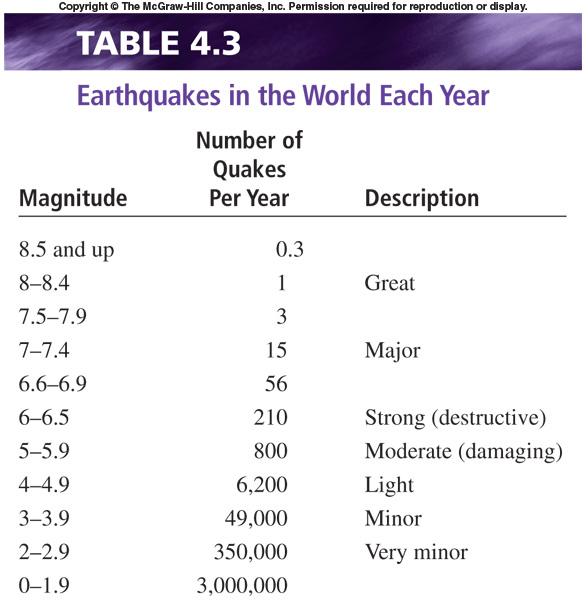 Copyright © The McGraw-Hill Companies, Inc. Permission required for reproduction or display.
TABLE 4.3
Earthquakes in the World Each Year
Number of
Quakes
Magnitude Per Year Description
8.5 and up 0.3
8–8.4 1 Great
7.5–7.9 3
7–7.4 15 Major
6.6–6.9 56
6–6.5 210 Strong (destructive)
5–5.9 800 Moderate (damaging)
4–4.9 6,200 Light
3–3.9 49,000 Minor
2–2.9 350,000 Very minor
0–1.9 3,000,000